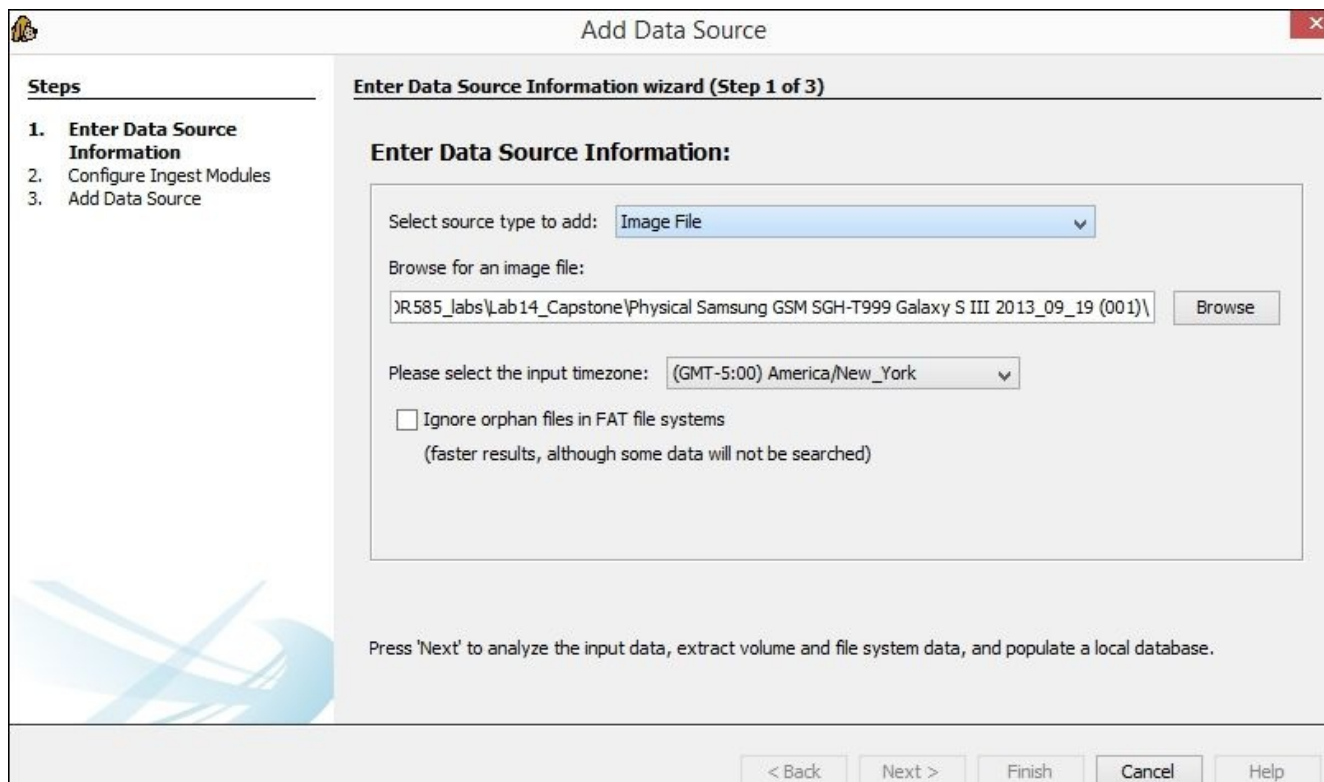 Add Data Source
Steps
1. Enter Data Source
Information
2. Configure Ingest Modules
3. Add Data Source
Enter Data Source Information wizard (Step 1 of 3)
Enter Data Source Information:
Select source type to add: Image File
Browse for an image file:
R585_labs\Lab14_Capstone\Physical Samsung GSM SGH-T999 Galaxy S III 2013_09_19 (001)\ Browse
Please select the input timezone: (GMT-5:00) America/New_York
Ignore orphan files in FAT file systems
(faster results, although some data will not be searched)
Press 'Next' to analyze the input data, extract volume and file system data, and populate a local database.
< Back Next > Finish Cancel Help